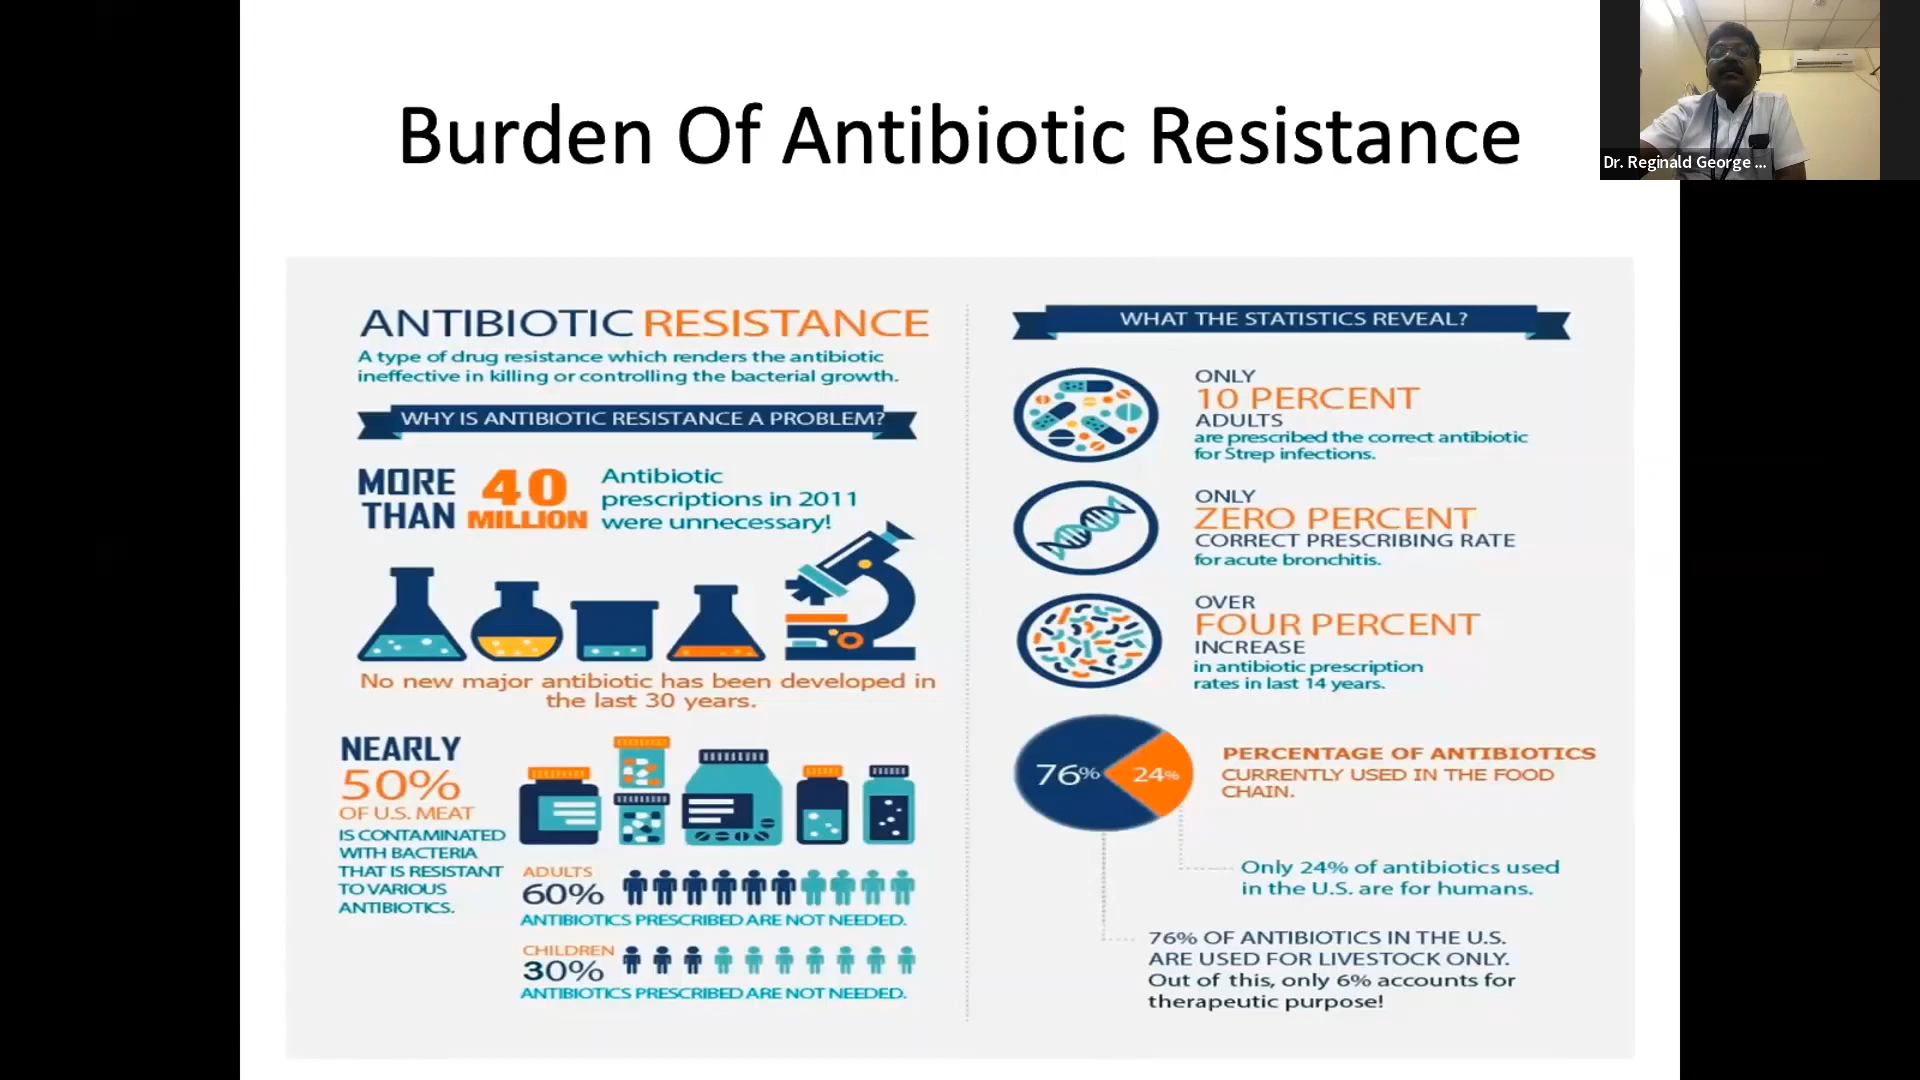 Burden Of Antibiotic Resistance
Dr. Reginald George ...
ANTIBIOTIC RESISTANCE
A type of drug resistance which renders the antibiotic
ineffective in killing or controlling the bacterial growth.
WHY IS ANTIBIOTIC RESISTANCE A PROBLEM?
MORE
THAN
40
MILLION
Antibiotic
prescriptions in 2011
were unnecessary!
No new major antibiotic has been developed in
the last 30 years.
NEARLY
50%
OF U.S. MEAT
IS CONTAMINATED
WITH BACTERIA
THAT IS RESISTANT
TO VARIOUS
ANTIBIOTICS.
ADULTS
60%
ANTIBIOTICS PRESCRIBED ARE NOT NEEDED.
CHILDREN
30%
ANTIBIOTICS PRESCRIBED ARE NOT NEEDED.
WHAT THE STATISTICS REVEAL?
ONLY
10 PERCENT
ADULTS
are prescribed the correct antibiotic
for Strep infections.
ONLY
ZERO PERCENT
CORRECT PRESCRIBING RATE
for acute bronchitis.
OVER
FOUR PERCENT
INCREASE
in antibiotic prescription
rates in last 14 years.
76% 24%
PERCENTAGE OF ANTIBIOTICS
CURRENTLY USED IN THE FOOD
CHAIN.
Only 24% of antibiotics used
in the U.S. are for humans.
76% OF ANTIBIOTICS IN THE U.S.
ARE USED FOR LIVESTOCK ONLY.
Out of this, only 6% accounts for
therapeutic purpose!